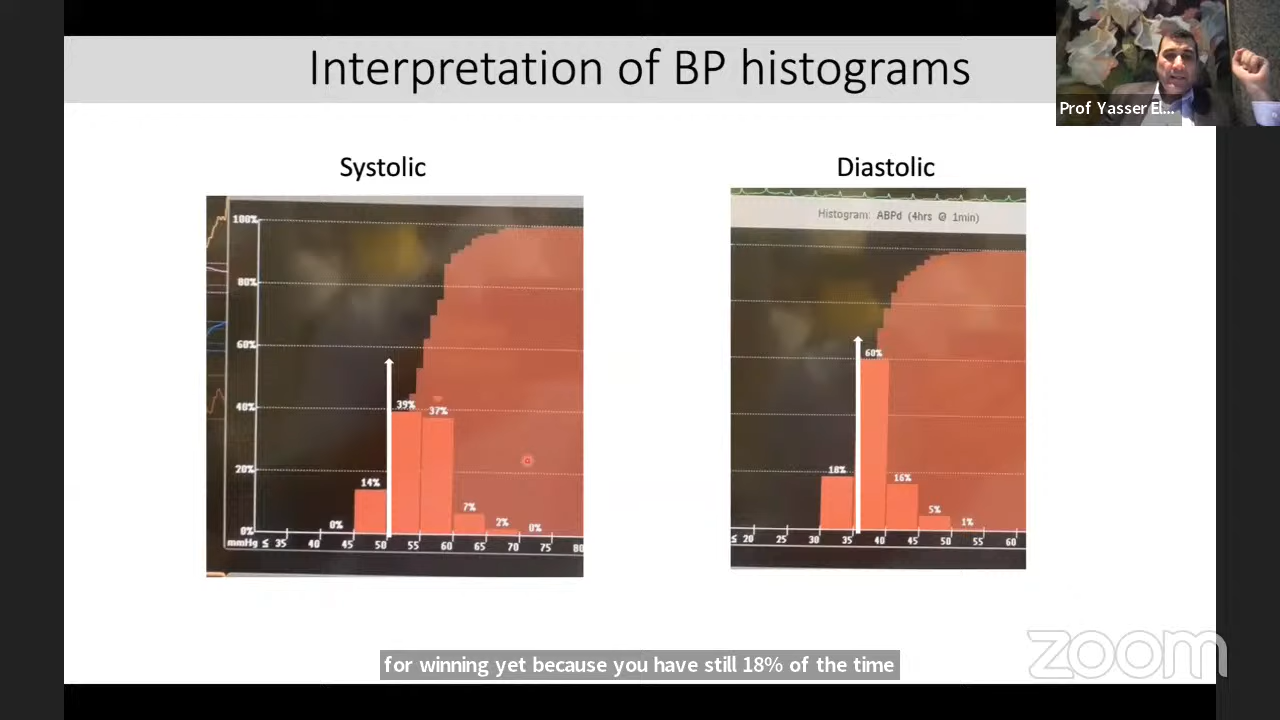 Interpretation of BP histograms
Prof Yasser El...
Systolic
Diastolic
100%
80%
60%
40%
20%
0%
0%
14%
39%
37%
7%
2%
0%
mmHg ≤ 35 40 45 50 55 60 65 70 75 80
Histogram: ABPd (4hrs @ 1min)
18%
60%
16%
5%
1%
≤ 20 25 30 35 40 45 50 55 60
for winning yet because you have still 18% of the time
zoom